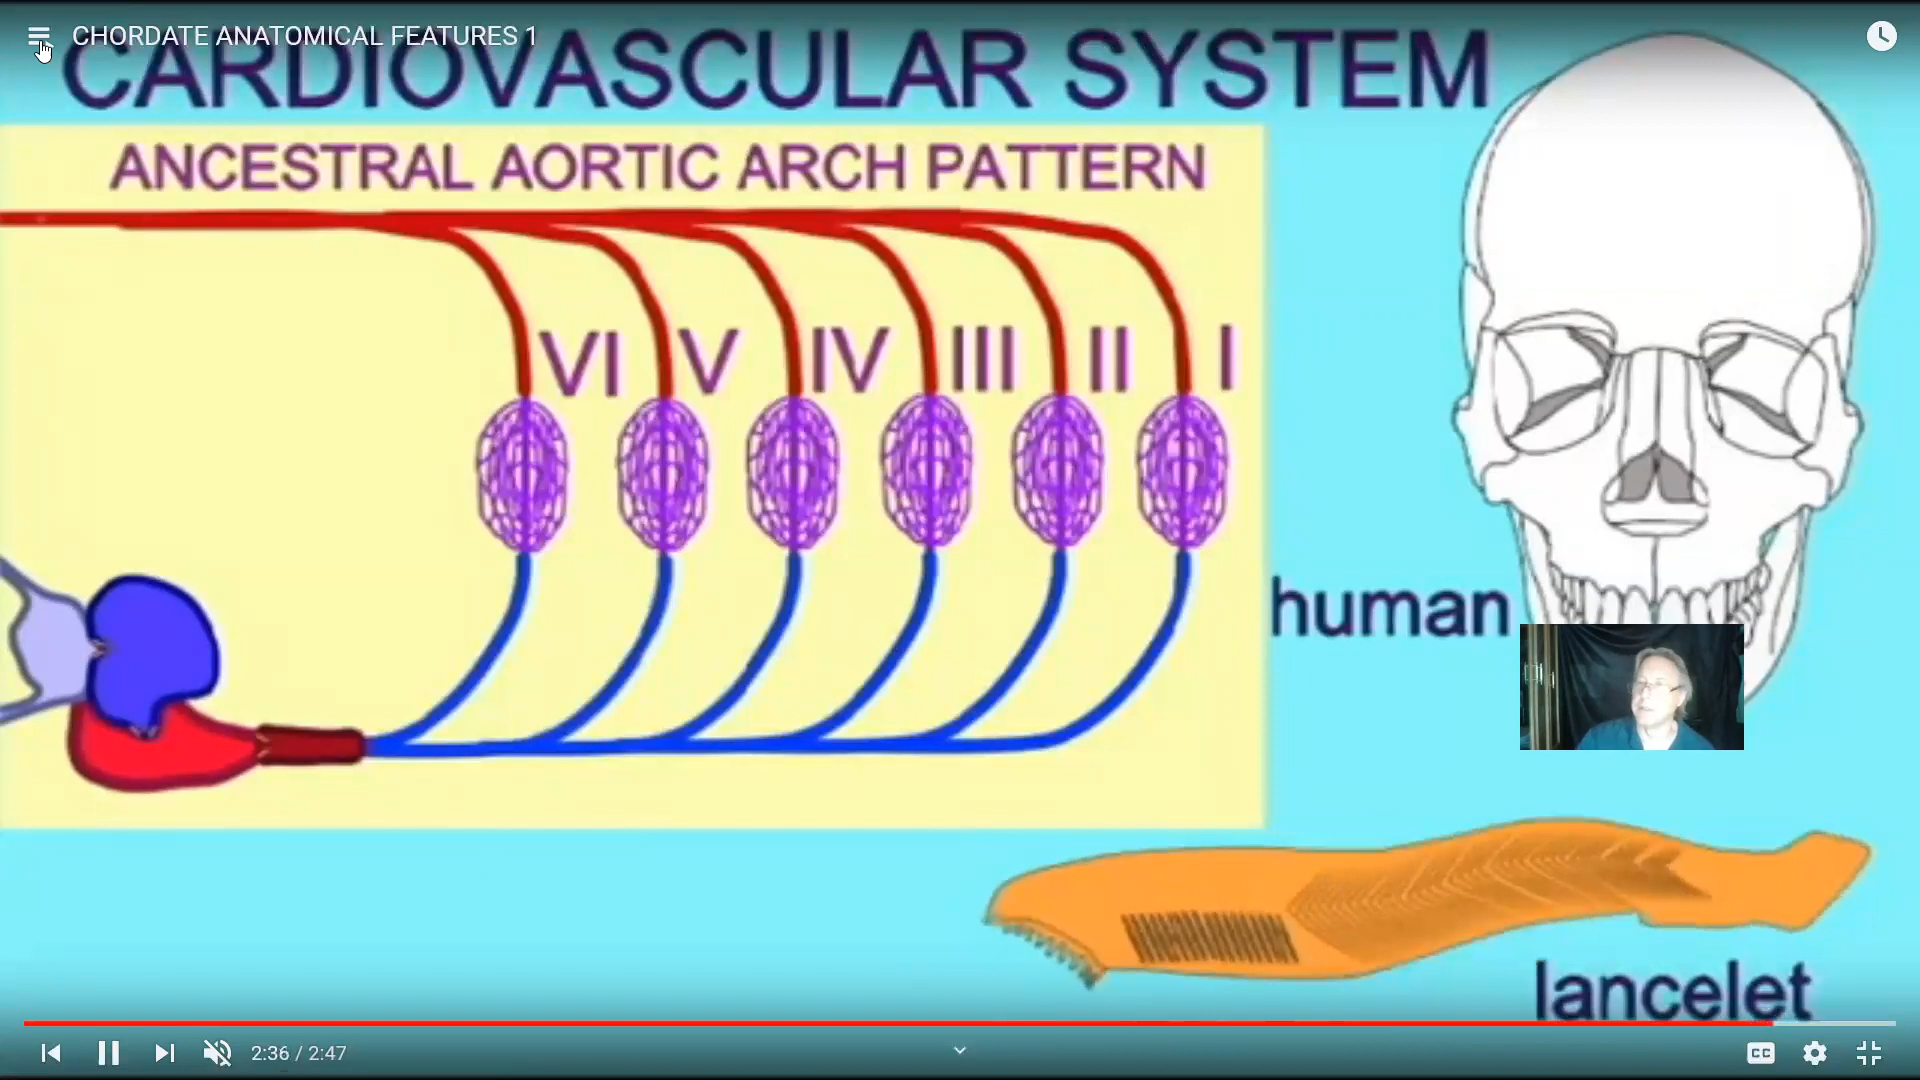 CHORDATE ANATOMICAL FEATURES 1
CARDIOVASCULAR SYSTEM
ANCESTRAL AORTIC ARCH PATTERN
VI V IV III II I
human
lancelet
2:36 / 2:47
CC